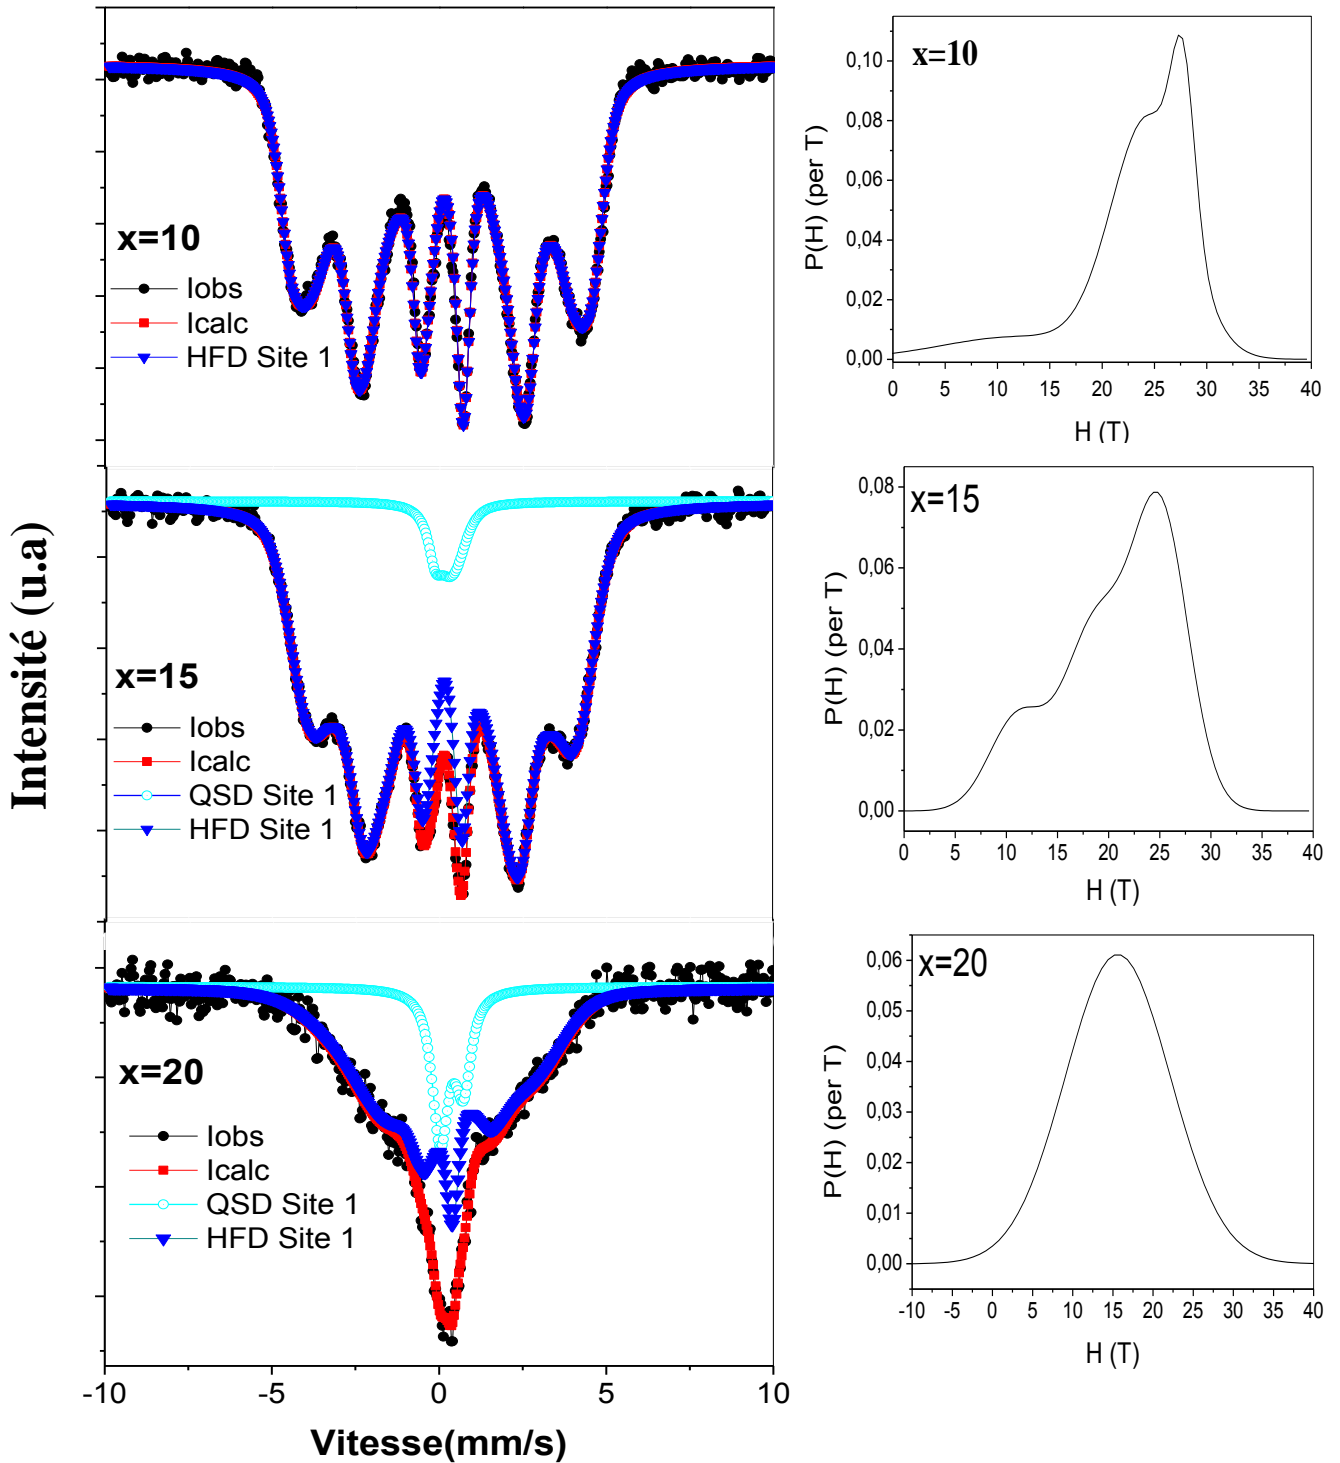 Intensité (u.a)
x=10
Iobs
Icalc
HFD Site 1
x=15
Iobs
Icalc
QSD Site 1
HFD Site 1
x=20
Iobs
Icalc
QSD Site 1
HFD Site 1
-10 -5 0 5 10
Vitesse(mm/s)
x=10
P(H) (per T)
0,10
0,08
0,06
0,04
0,02
0,00
0 5 10 15 20 25 30 35 40
H (T)
x=15
P(H) (per T)
0,08
0,06
0,04
0,02
0,00
0 5 10 15 20 25 30 35 40
H (T)
x=20
P(H) (per T)
0,06
0,05
0,04
0,03
0,02
0,01
0,00
-10 -5 0 5 10 15 20 25 30 35 40
H (T)